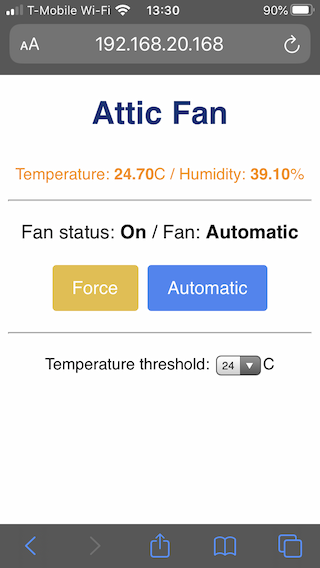 T-Mobile Wi-Fi 13:30 90%
AA 192.168.20.168
Attic Fan
Temperature: 24.70C / Humidity: 39.10%
Fan status: On / Fan: Automatic
Force Automatic
Temperature threshold: 24 C